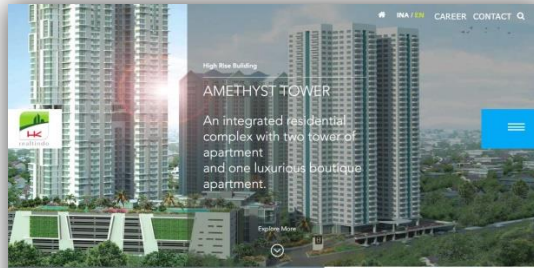 INA / EN CAREER CONTACT
High Rise Building
AMETHYST TOWER
An integrated residential
complex with two tower of
apartment
and one luxurious boutique
apartment.
HK
realtindo
Explore More